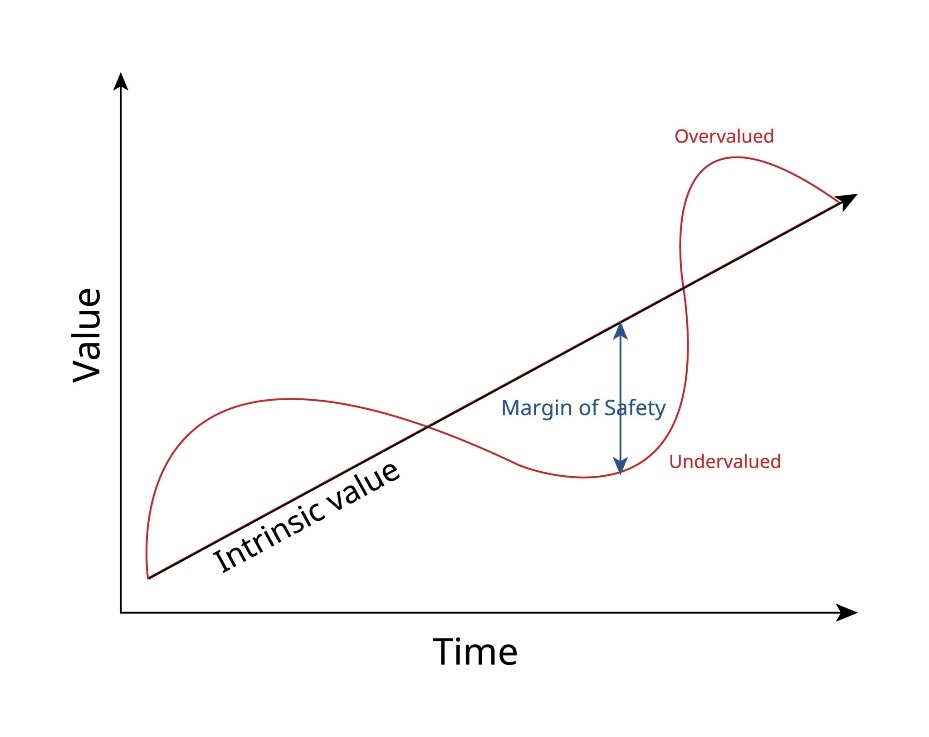 Overvalued
Value
Margin of Safety
Undervalued
Intrinsic value
Time